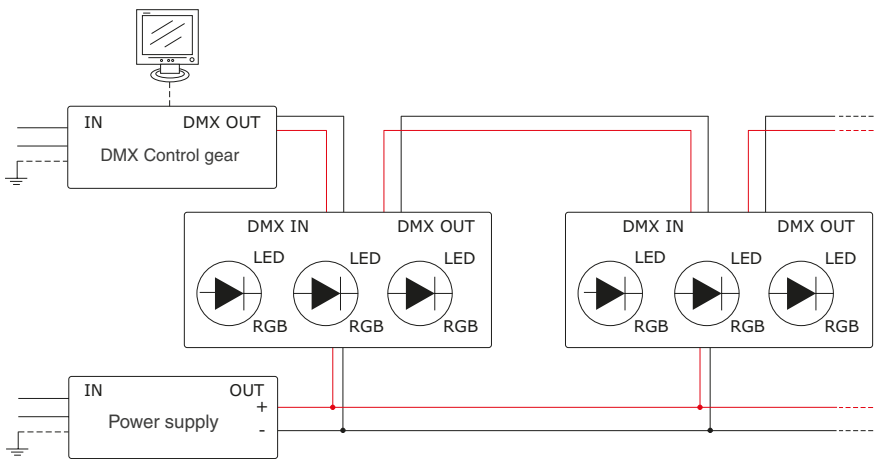 IN DMX OUT
DMX Control gear
DMX IN DMX OUT
LED LED LED
RGB RGB RGB
DMX IN DMX OUT
LED LED LED
RGB RGB RGB
IN OUT
+
Power supply
-